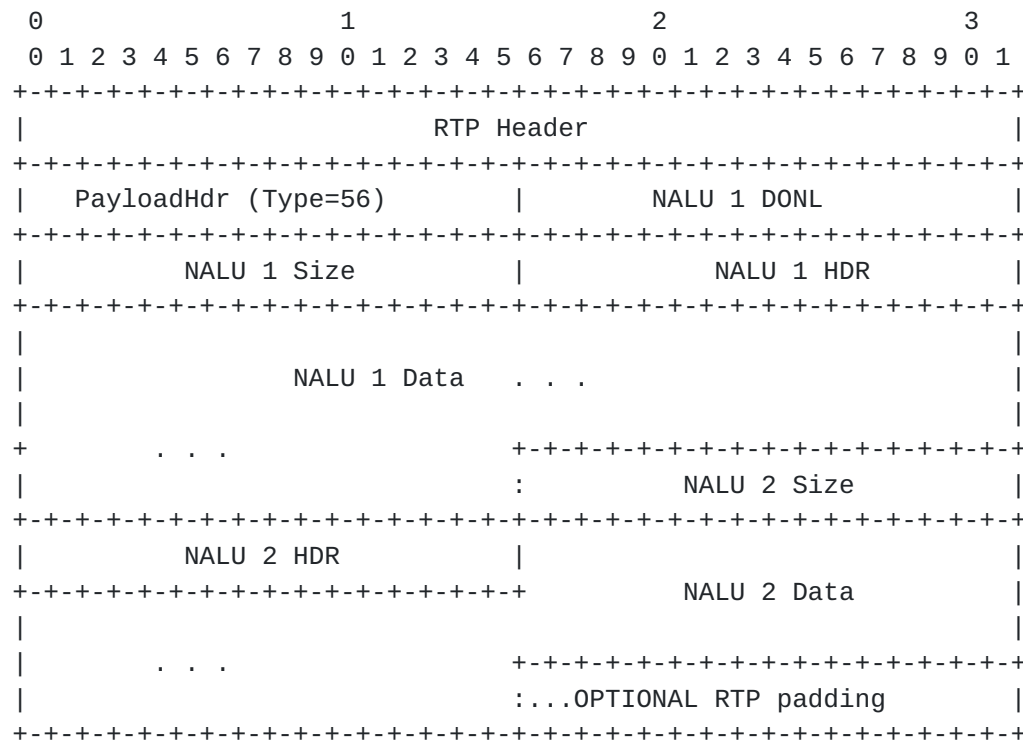 0                   1                   2                   3
 0 1 2 3 4 5 6 7 8 9 0 1 2 3 4 5 6 7 8 9 0 1 2 3 4 5 6 7 8 9 0 1
+-+-+-+-+-+-+-+-+-+-+-+-+-+-+-+-+-+-+-+-+-+-+-+-+-+-+-+-+-+-+-+-+
|                          RTP Header                           |
+-+-+-+-+-+-+-+-+-+-+-+-+-+-+-+-+-+-+-+-+-+-+-+-+-+-+-+-+-+-+-+-+
|   PayloadHdr (Type=56)        |        NALU 1 DONL            |
+-+-+-+-+-+-+-+-+-+-+-+-+-+-+-+-+-+-+-+-+-+-+-+-+-+-+-+-+-+-+-+-+
|          NALU 1 Size          |            NALU 1 HDR         |
+-+-+-+-+-+-+-+-+-+-+-+-+-+-+-+-+-+-+-+-+-+-+-+-+-+-+-+-+-+-+-+-+
|                                                               |
|                 NALU 1 Data   . . .                           |
|                                                               |
+        . . .                  +-+-+-+-+-+-+-+-+-+-+-+-+-+-+-+-+
|                               :          NALU 2 Size          |
+-+-+-+-+-+-+-+-+-+-+-+-+-+-+-+-+-+-+-+-+-+-+-+-+-+-+-+-+-+-+-+-+
|          NALU 2 HDR           |                               |
+-+-+-+-+-+-+-+-+-+-+-+-+-+-+-+-+          NALU 2 Data          |
|                                                               |
|        . . .                  +-+-+-+-+-+-+-+-+-+-+-+-+-+-+-+-+
|                               :...OPTIONAL RTP padding        |
+-+-+-+-+-+-+-+-+-+-+-+-+-+-+-+-+-+-+-+-+-+-+-+-+-+-+-+-+-+-+-+-+